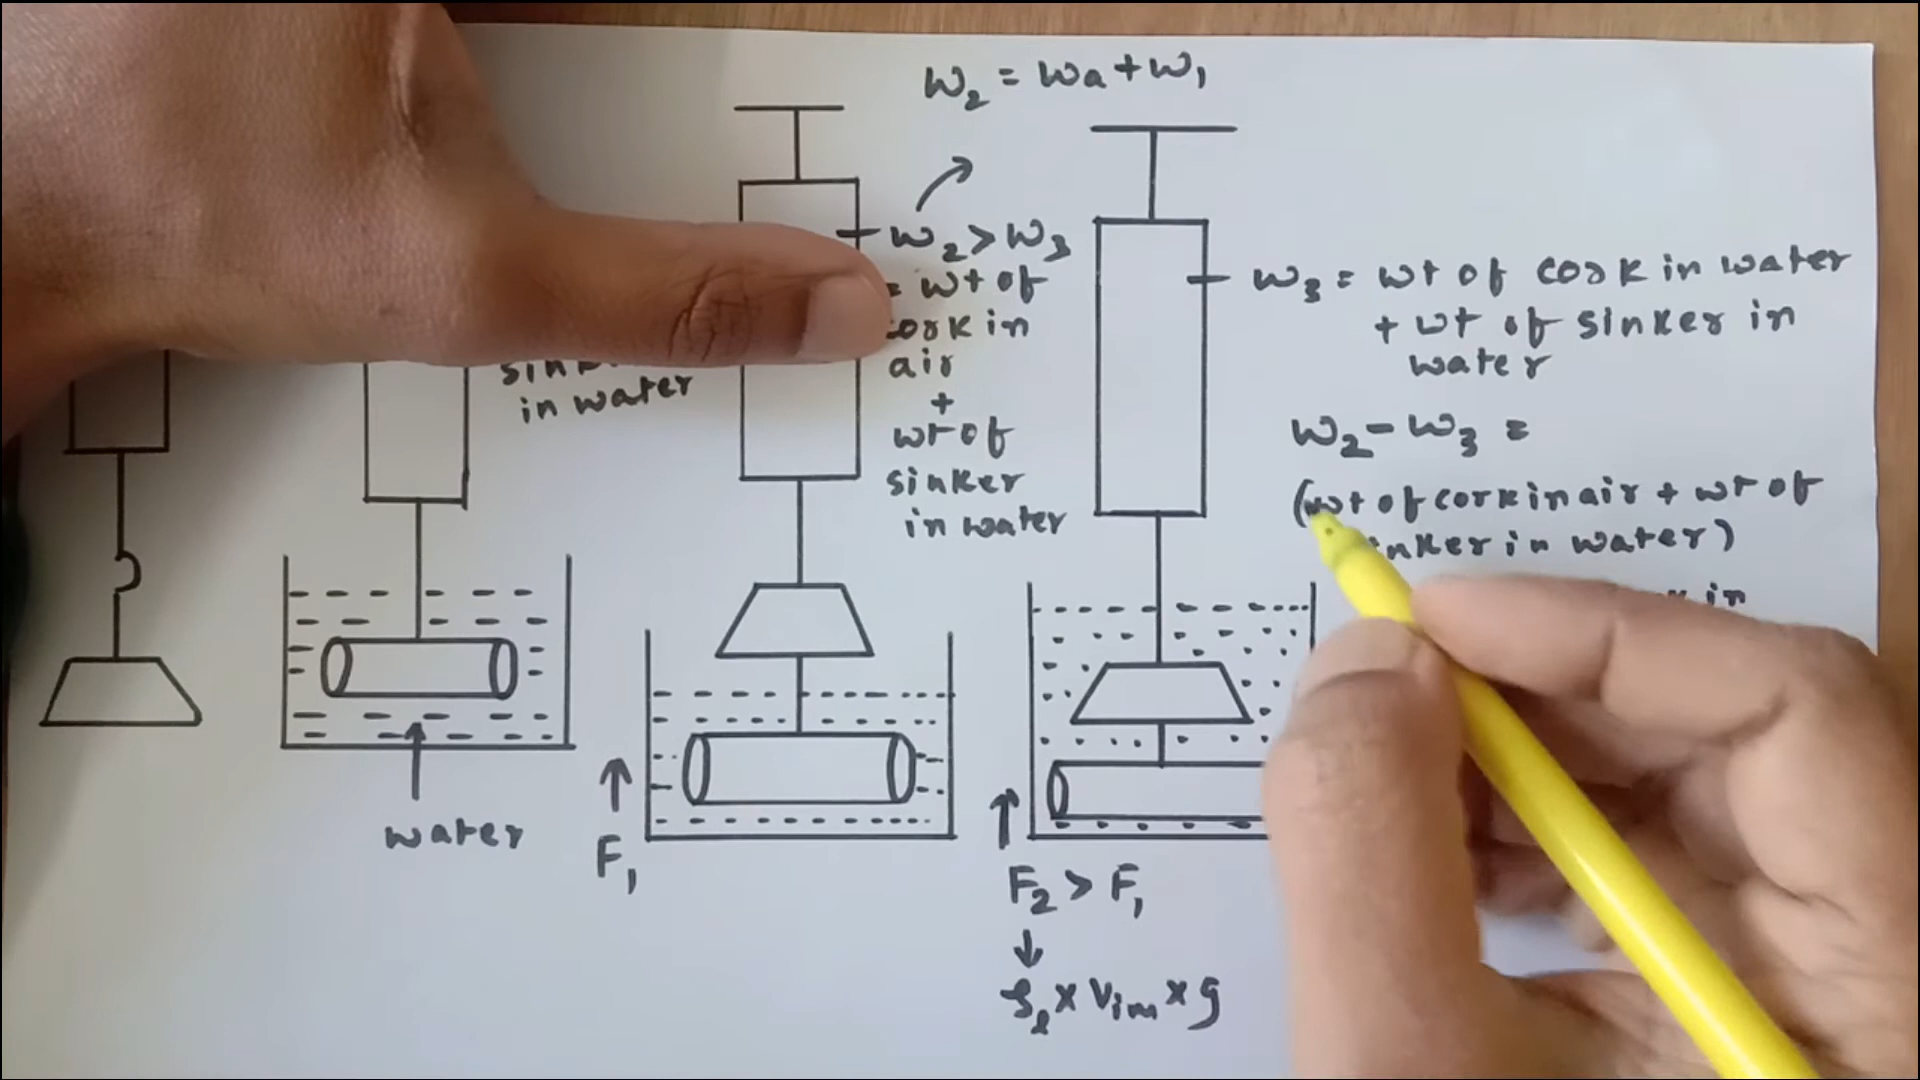 W₂ = Wa + W₁
W₂ > W₃
= wt of
cork in
air
+
wt of
sinker
in water
in water
W₃ = wt of cork in water
+ wt of sinker in
water
W₂ - W₃ =
(wt of cork in air + wt of
in water)
in
water
F₁
F₂ > F₁
↓
ρₗ × Vim × g